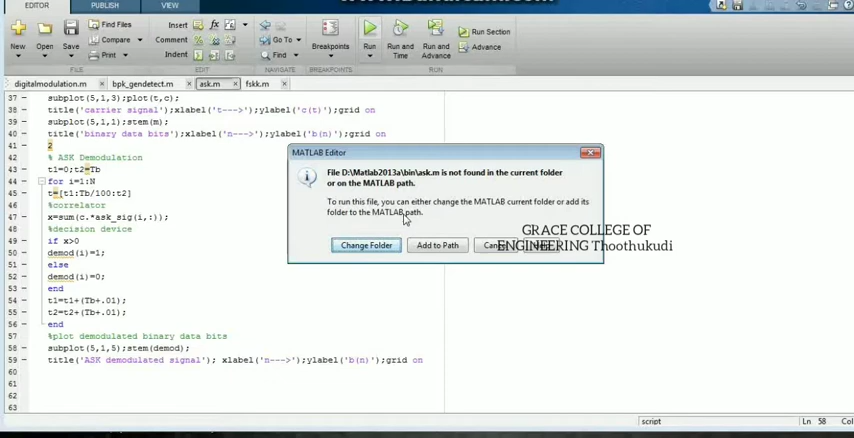 EDITOR PUBLISH VIEW
New Open Save
Find Files
Compare
Print
Insert fx
Comment
Indent
Go To
Find
Breakpoints
Run Run and Time Run and Advance
Run Section
Advance
FILE EDIT NAVIGATE BREAKPOINTS RUN
digitalmodulation.m bpk_gendetect.m ask.m fskk.m
37 subplot(5,1,3);plot(t,c);
38 title('carrier signal');xlabel('t--->');ylabel('c(t)');grid on
39 subplot(5,1,2);stem(m);
40 title('binary data bits');xlabel('n--->');ylabel('b(n)');grid on
41 2
42 % ASK Demodulation
43 t1=0;t2=Tb
44 for i=1:N
45 t=[t1:Tb/100:t2]
46 %correlator
47 x=sum(c.*ask_sig(i,:));
48 %decision device
49 if x>0
50 demod(i)=1;
51 else
52 demod(i)=0;
53 end
54 t1=t1+(Tb+.01);
55 t2=t2+(Tb+.01);
56 end
57 %plot demodulated binary data bits
58 subplot(5,1,5);stem(demod);
59 title('ASK demodulated signal'); xlabel('n--->');ylabel('b(n)');grid on
60
61
62
63
MATLAB Editor
File D:\Matlab2013a\bin\ask.m is not found in the current folder
or on the MATLAB path.
To run this file, you can either change the MATLAB current folder or add its
folder to the MATLAB path.
Change Folder Add to Path
GRACE COLLEGE OF
ENGINEERING Thoothukudi
script Ln 58 Col